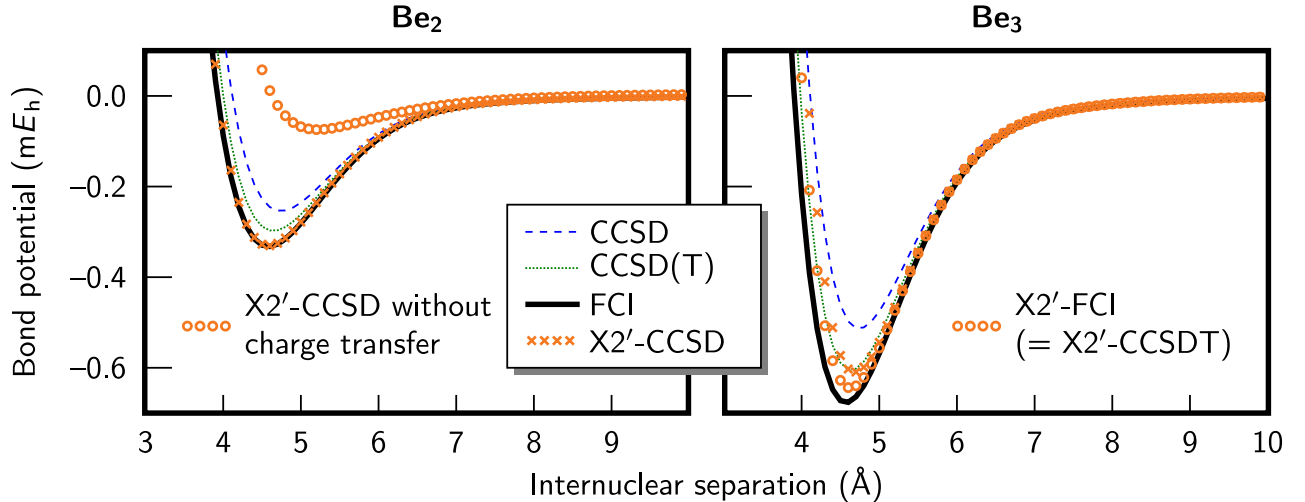 Be₂
Be₃
Bond potential (mEₕ)
0.0
−0.2
−0.4
−0.6
CCSD
CCSD(T)
FCI
X2′-CCSD
X2′-CCSD without
charge transfer
X2′-FCI
(= X2′-CCSDT)
3 4 5 6 7 8 9
4 5 6 7 8 9 10
Internuclear separation (Å)